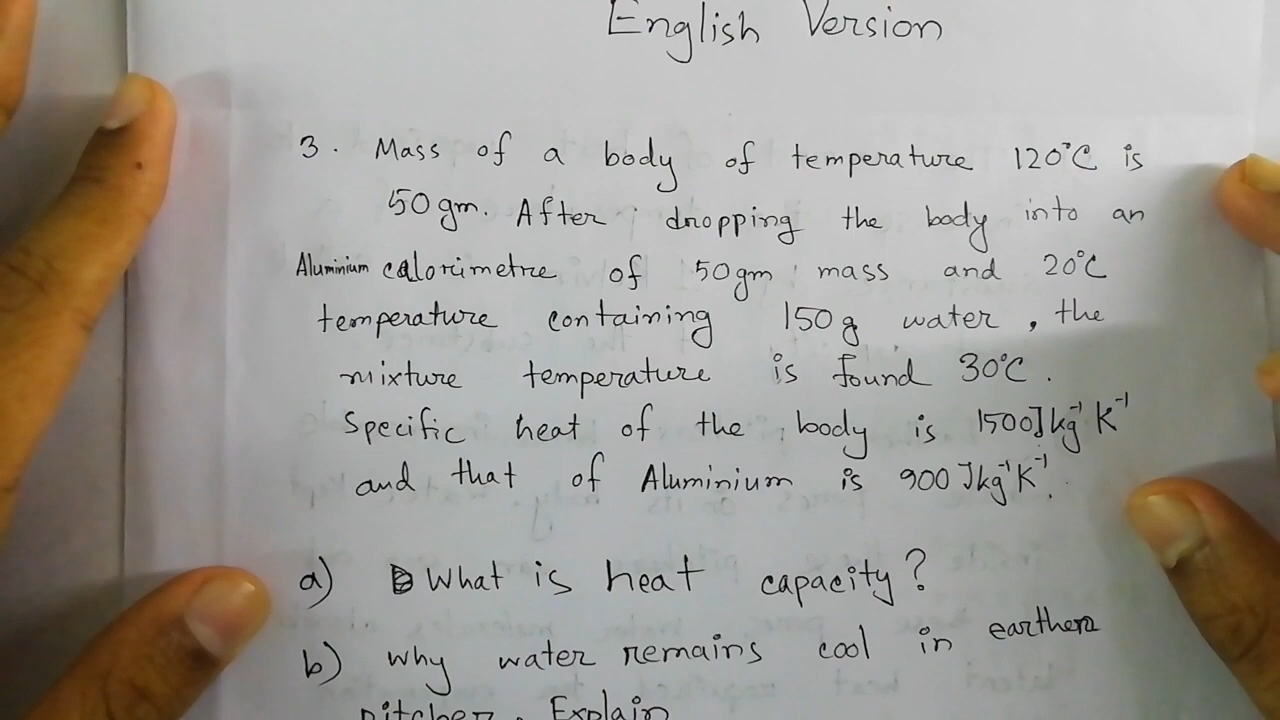 English Version
3. Mass of a body of temperature 120°C is
50gm. After dropping the body into an
Aluminium calorimetre of 50gm mass and 20°C
temperature containing 150g water, the
mixture temperature is found 30°C.
Specific heat of the body is 1500Jkg⁻¹K⁻¹
and that of Aluminium is 900Jkg⁻¹K⁻¹.
a) What is heat capacity?
b) why water remains cool in earthen
pitcher. Explain